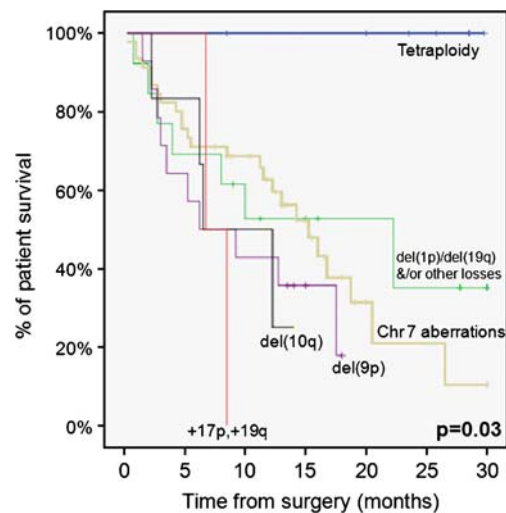 100%
80%
60%
40%
20%
0%
% of patient survival
Tetraploidy
del(1p)/del(19q)
&/or other losses
Chr 7 aberrations
del(10q)
del(9p)
+17p,+19q
p=0.03
0 5 10 15 20 25 30
Time from surgery (months)